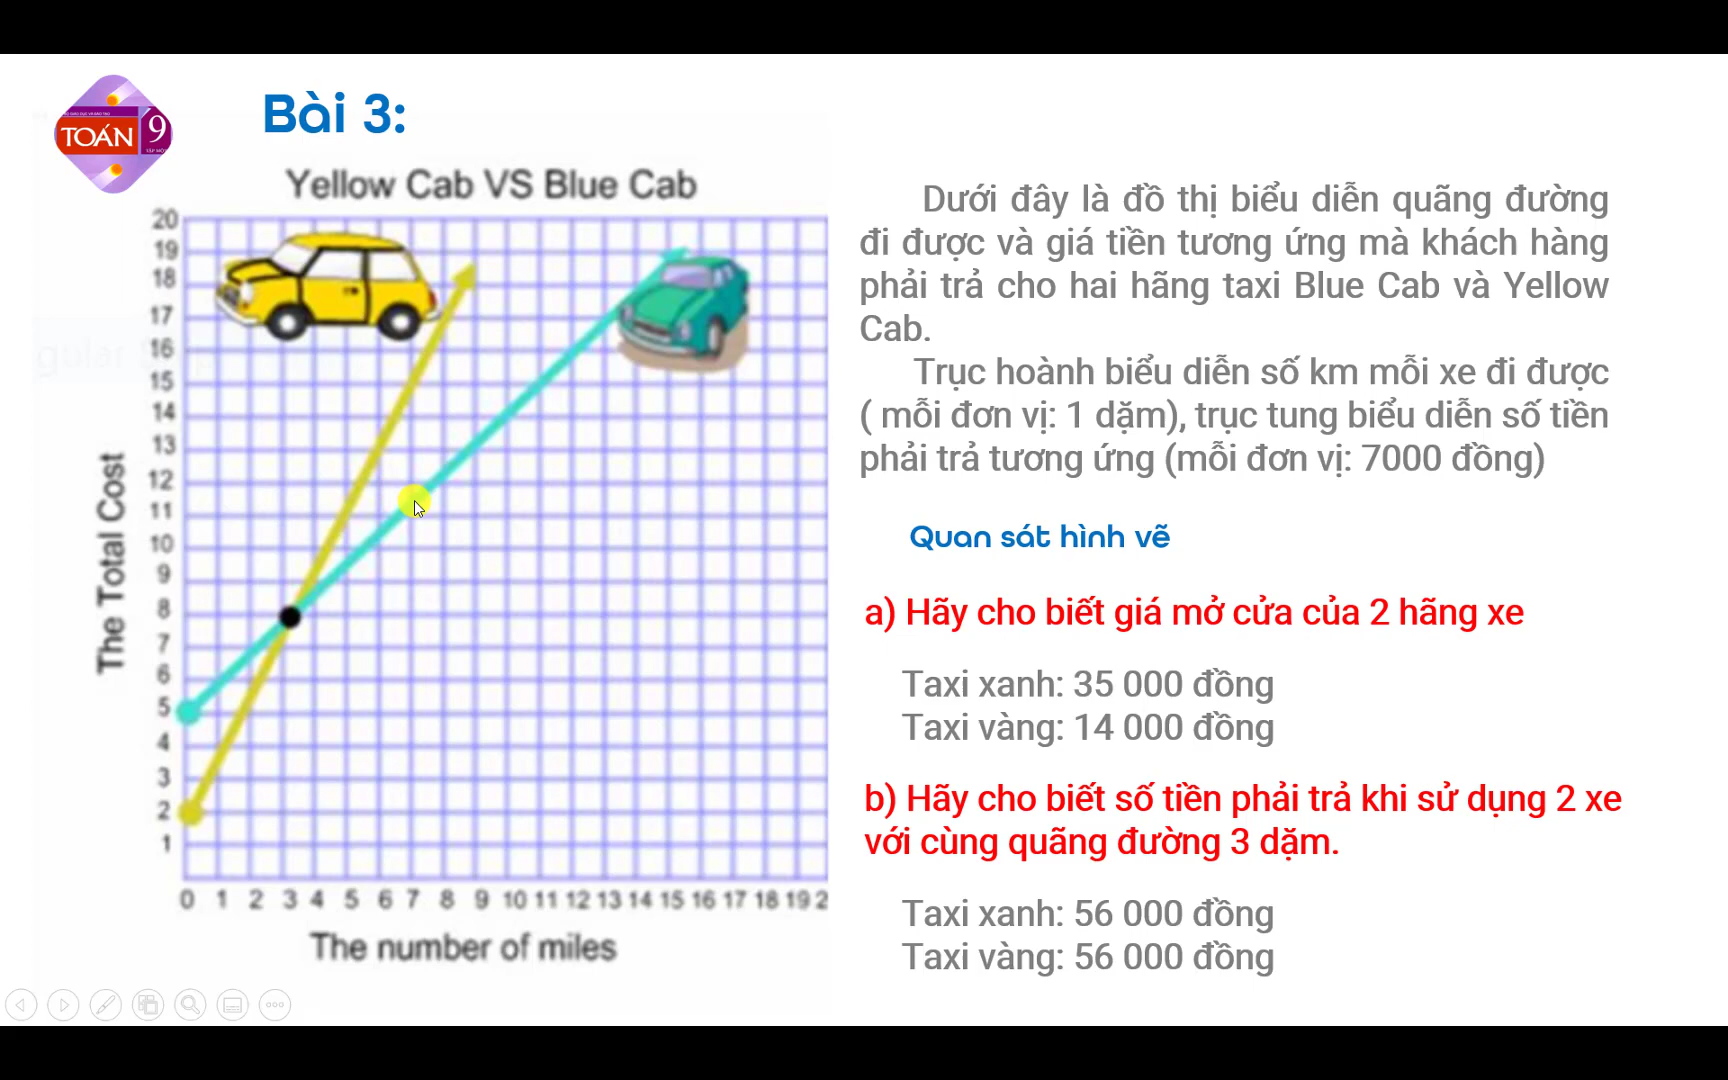 Bài 3:
TOÁN 9
Yellow Cab VS Blue Cab
20
19
18
17
16
15
14
13
12
11
10
9
8
7
6
5
4
3
2
1
The Total Cost
0 1 2 3 4 5 6 7 8 9 10 11 12 13 14 15 16 17 18 19 2
The number of miles
Dưới đây là đồ thị biểu diễn quãng đường
đi được và giá tiền tương ứng mà khách hàng
phải trả cho hai hãng taxi Blue Cab và Yellow
Cab.
Trục hoành biểu diễn số km mỗi xe đi được
( mỗi đơn vị: 1 dặm), trục tung biểu diễn số tiền
phải trả tương ứng (mỗi đơn vị: 7000 đồng)
Quan sát hình vẽ
a) Hãy cho biết giá mở cửa của 2 hãng xe
Taxi xanh: 35 000 đồng
Taxi vàng: 14 000 đồng
b) Hãy cho biết số tiền phải trả khi sử dụng 2 xe
với cùng quãng đường 3 dặm.
Taxi xanh: 56 000 đồng
Taxi vàng: 56 000 đồng